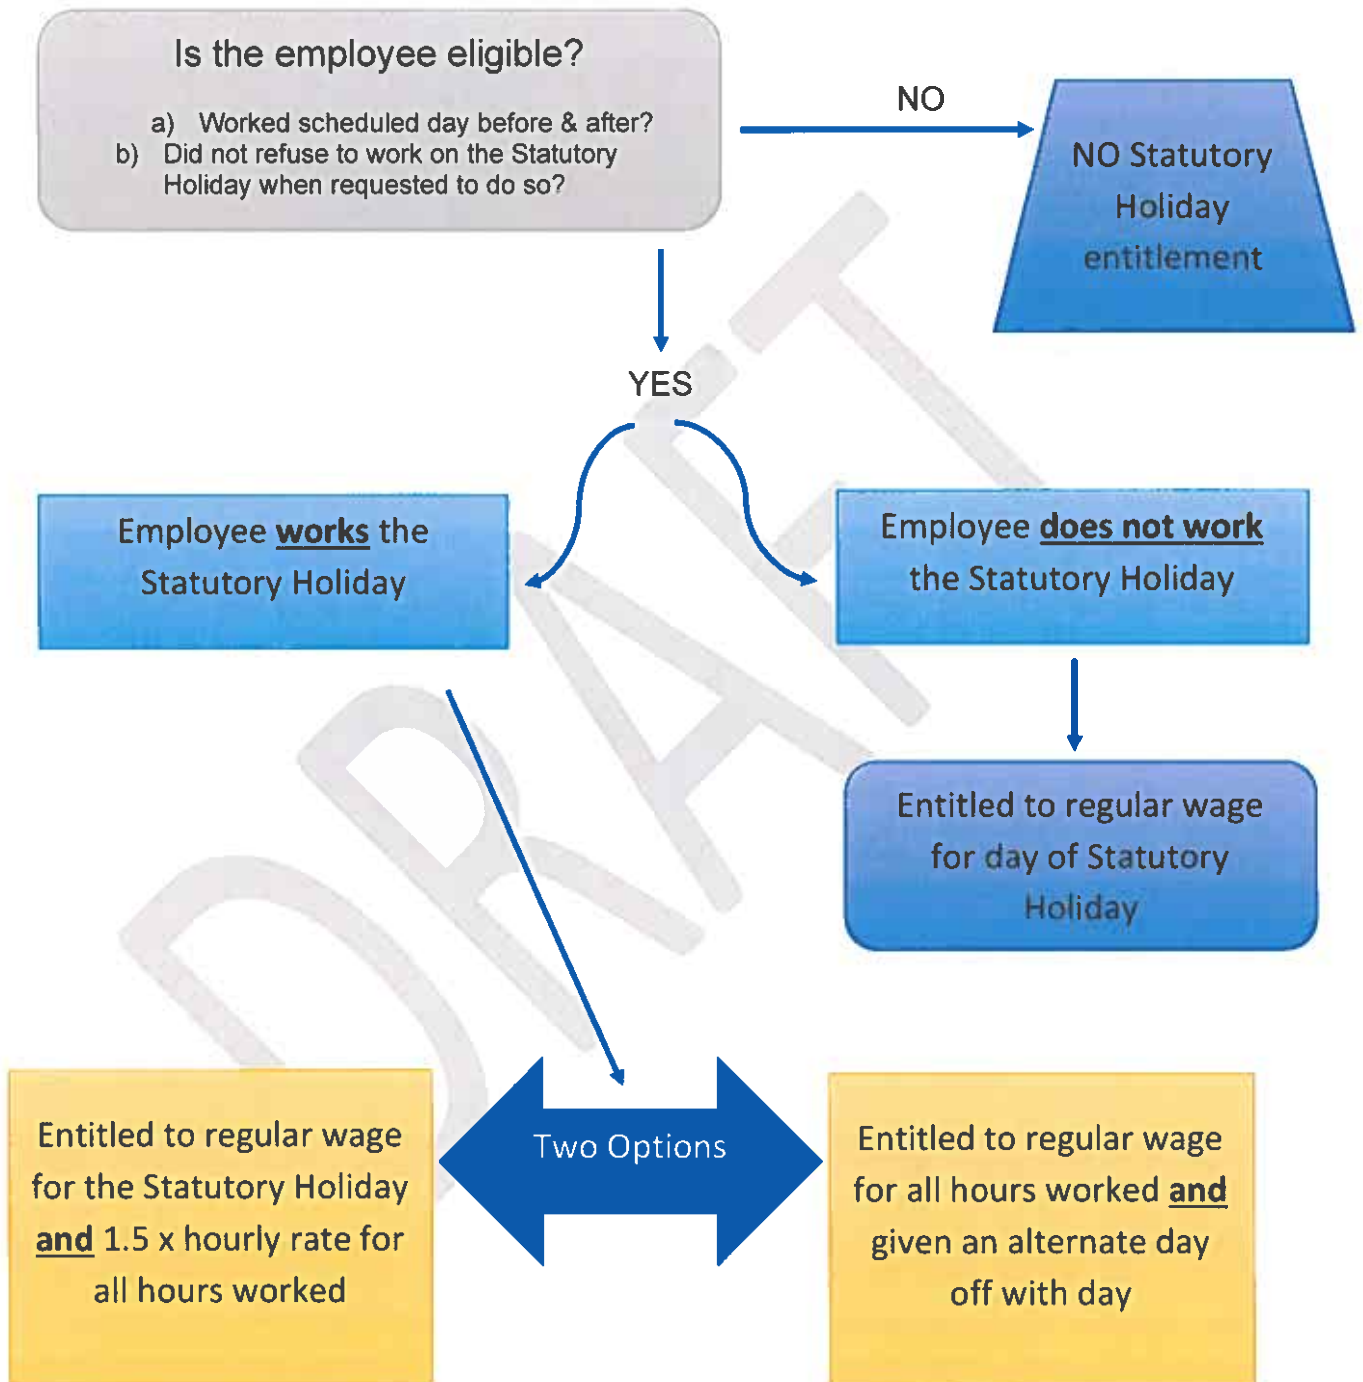 Is the employee eligible?
a) Worked scheduled day before & after?
b) Did not refuse to work on the Statutory
Holiday when requested to do so?
NO
NO Statutory
Holiday
entitlement
YES
Employee works the
Statutory Holiday
Employee does not work
the Statutory Holiday
Entitled to regular wage
for day of Statutory
Holiday
Two Options
Entitled to regular wage
for the Statutory Holiday
and 1.5 x hourly rate for
all hours worked
Entitled to regular wage
for all hours worked and
given an alternate day
off with day
DRAFT